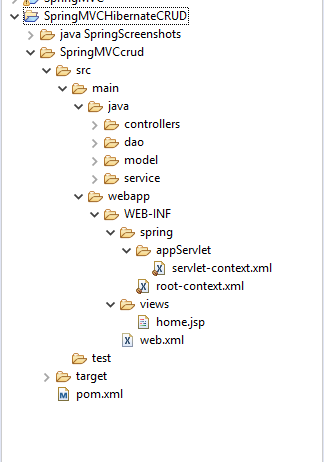 SpringMVCHibernateCRUD
java SpringScreenshots
SpringMVCcrud
src
main
java
controllers
dao
model
service
webapp
WEB-INF
spring
appServlet
servlet-context.xml
root-context.xml
views
home.jsp
web.xml
test
target
pom.xml